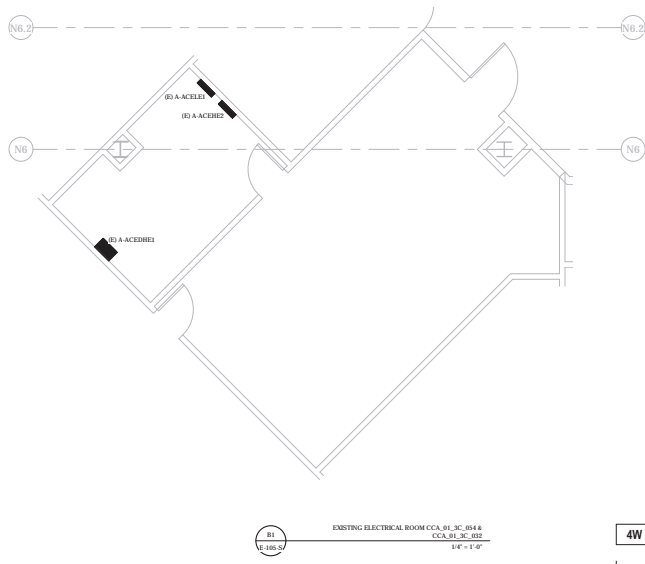 N6.2 N6.2
(E) A-ACELE1
(E) A-ACEHE2
N6 N6
(E) A-ACEDHE1
B1
E-105-S
EXISTING ELECTRICAL ROOM CCA_01_3C_054 &
CCA_01_3C_032
1/4" = 1'-0"
4W